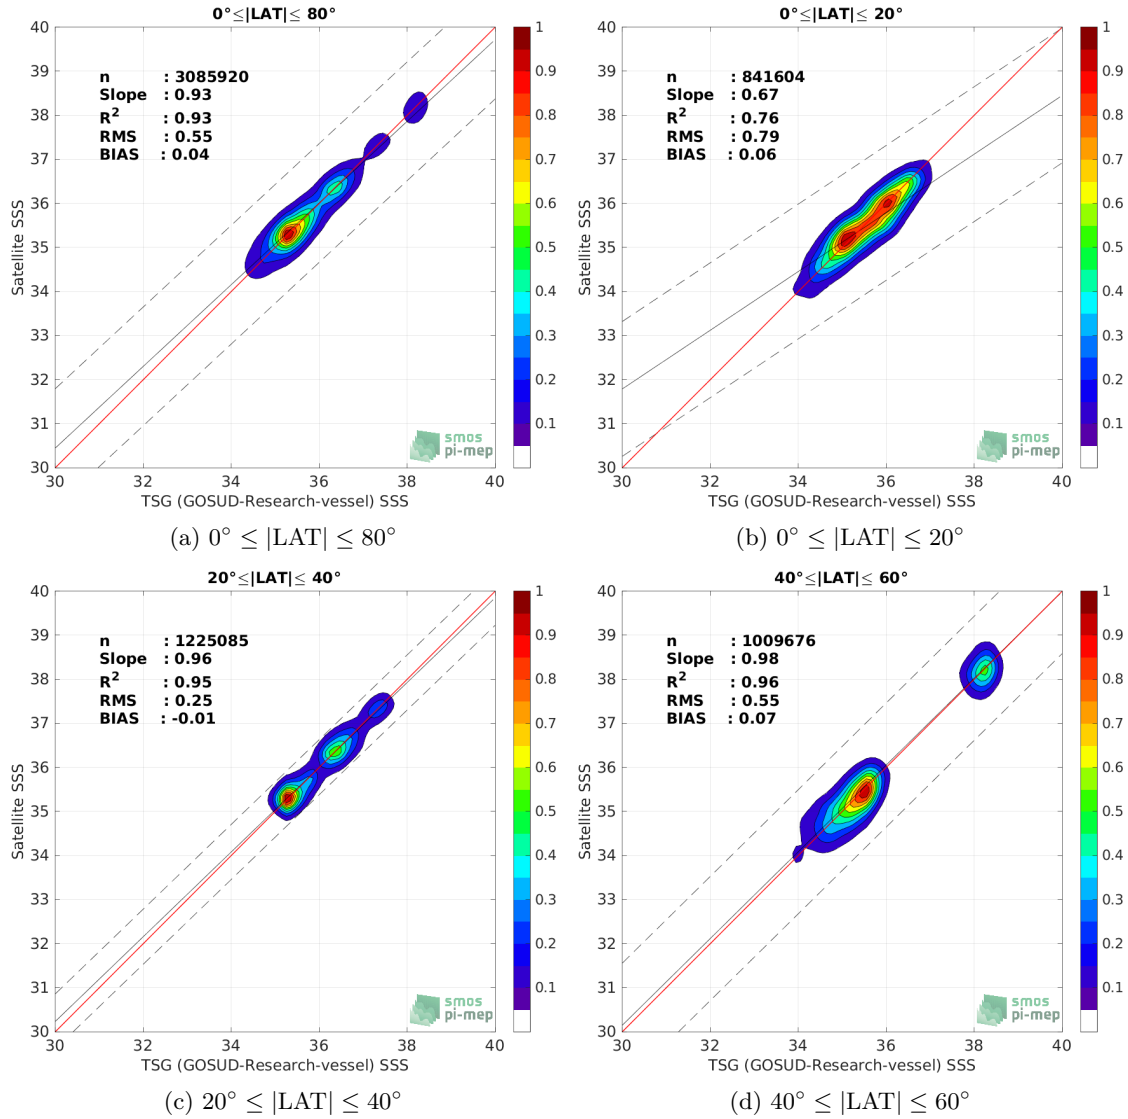 0°≤|LAT|≤ 80°
40
39
38
37
36
35
34
33
32
31
30
Satellite SSS
n : 3085920
Slope : 0.93
R² : 0.93
RMS : 0.55
BIAS : 0.04
smos
pi-mep
30 32 34 36 38 40
TSG (GOSUD-Research-vessel) SSS
1
0.9
0.8
0.7
0.6
0.5
0.4
0.3
0.2
0.1
(a) 0° ≤ |LAT| ≤ 80°
0°≤|LAT|≤ 20°
40
39
38
37
36
35
34
33
32
31
30
Satellite SSS
n : 841604
Slope : 0.67
R² : 0.76
RMS : 0.79
BIAS : 0.06
smos
pi-mep
30 32 34 36 38 40
TSG (GOSUD-Research-vessel) SSS
1
0.9
0.8
0.7
0.6
0.5
0.4
0.3
0.2
0.1
(b) 0° ≤ |LAT| ≤ 20°
20°≤|LAT|≤ 40°
40
39
38
37
36
35
34
33
32
31
30
Satellite SSS
n : 1225085
Slope : 0.96
R² : 0.95
RMS : 0.25
BIAS : -0.01
smos
pi-mep
30 32 34 36 38 40
TSG (GOSUD-Research-vessel) SSS
1
0.9
0.8
0.7
0.6
0.5
0.4
0.3
0.2
0.1
(c) 20° ≤ |LAT| ≤ 40°
40°≤|LAT|≤ 60°
40
39
38
37
36
35
34
33
32
31
30
Satellite SSS
n : 1009676
Slope : 0.98
R² : 0.96
RMS : 0.55
BIAS : 0.07
smos
pi-mep
30 32 34 36 38 40
TSG (GOSUD-Research-vessel) SSS
1
0.9
0.8
0.7
0.6
0.5
0.4
0.3
0.2
0.1
(d) 40° ≤ |LAT| ≤ 60°